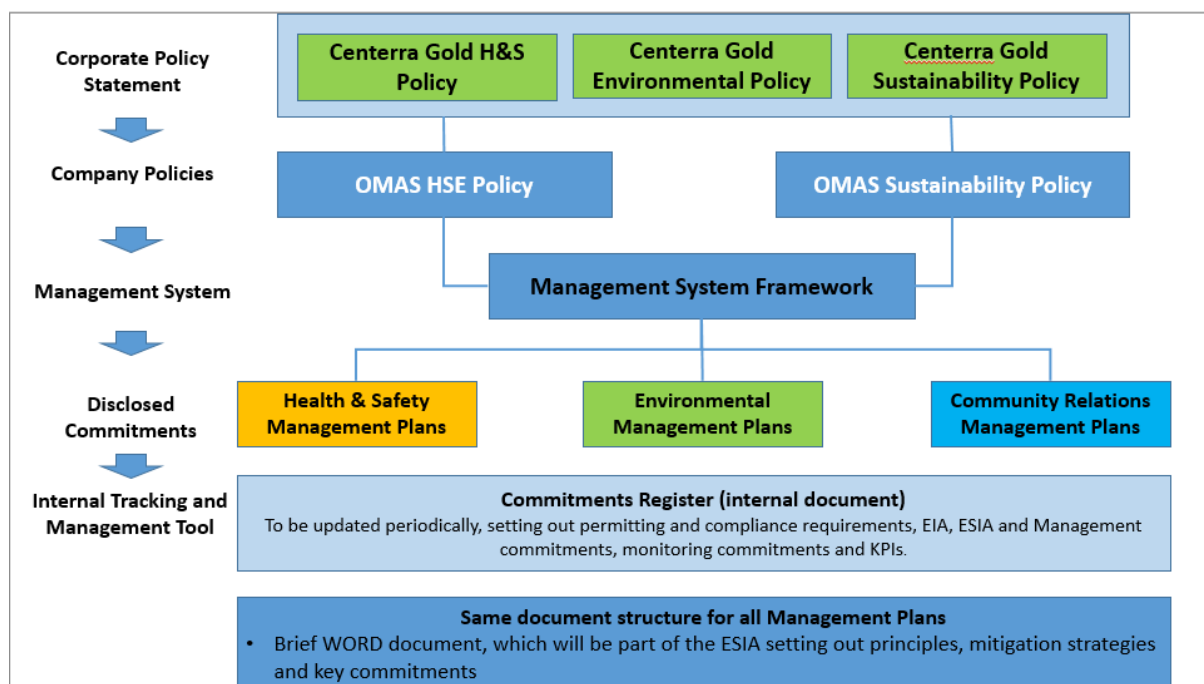 Corporate Policy
Statement
Centerra Gold H&S
Policy
Centerra Gold
Environmental Policy
Centerra Gold
Sustainability Policy
Company Policies
OMAS HSE Policy
OMAS Sustainability Policy
Management System
Management System Framework
Disclosed
Commitments
Health & Safety
Management Plans
Environmental
Management Plans
Community Relations
Management Plans
Internal Tracking and
Management Tool
Commitments Register (internal document)
To be updated periodically, setting out permitting and compliance requirements, EIA, ESIA and Management
commitments, monitoring commitments and KPIs.
Same document structure for all Management Plans
• Brief WORD document, which will be part of the ESIA setting out principles, mitigation strategies
and key commitments